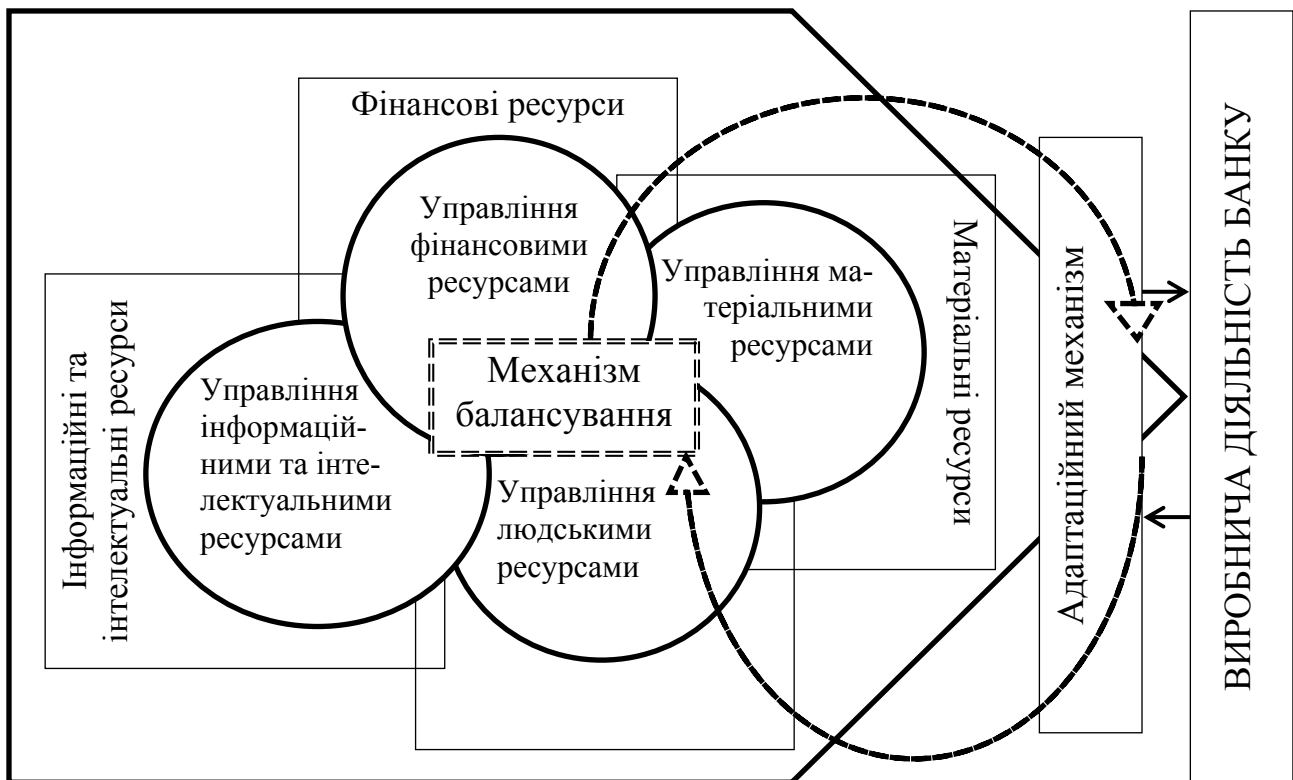 Фінансові ресурси
Управління
фінансовими
ресурсами
Управління ма-
теріальними
ресурсами
Матеріальні ресурси
Інформаційні та
інтелектуальні ресурси
Управління
інформацій-
ними та інте-
лектуальними
ресурсами
Механізм
балансування
Управління
людськими
ресурсами
Адаптаційний механізм
ВИРОБНИЧА ДІЯЛЬНІСТЬ БАНКУ